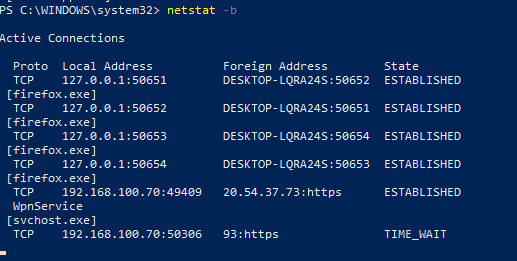 PS C:\WINDOWS\system32> netstat -b
Active Connections
Proto Local Address Foreign Address State
TCP 127.0.0.1:50651 DESKTOP-LQRA24S:50652 ESTABLISHED
[firefox.exe]
TCP 127.0.0.1:50652 DESKTOP-LQRA24S:50651 ESTABLISHED
[firefox.exe]
TCP 127.0.0.1:50653 DESKTOP-LQRA24S:50654 ESTABLISHED
[firefox.exe]
TCP 127.0.0.1:50654 DESKTOP-LQRA24S:50653 ESTABLISHED
[firefox.exe]
TCP 192.168.100.70:49409 20.54.37.73:https ESTABLISHED
WpnService
[svchost.exe]
TCP 192.168.100.70:50306 93:https TIME_WAIT